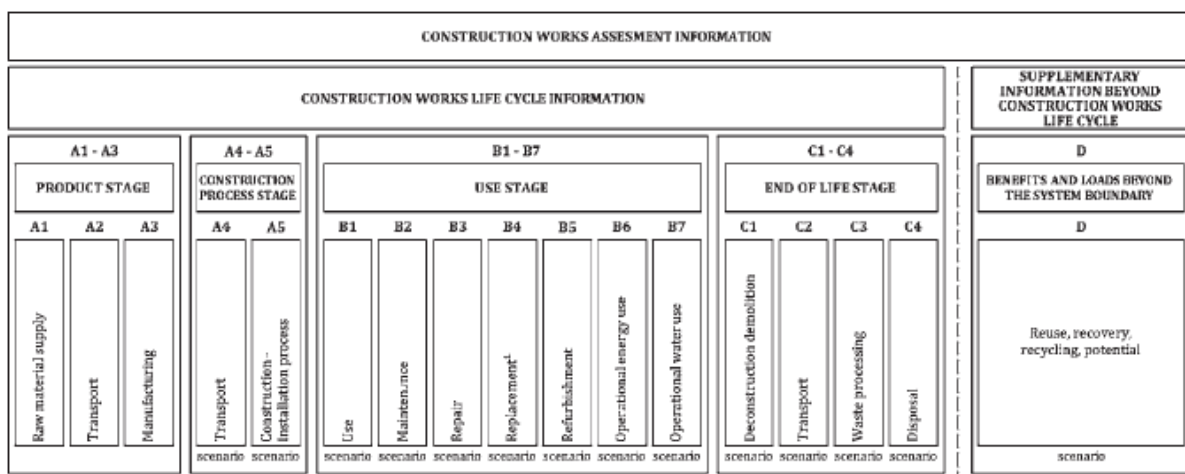 CONSTRUCTION WORKS ASSESMENT INFORMATION
CONSTRUCTION WORKS LIFE CYCLE INFORMATION
SUPPLEMENTARY
INFORMATION BEYOND
CONSTRUCTION WORKS
LIFE CYCLE
A1 - A3
PRODUCT STAGE
A4 - A5
CONSTRUCTION
PROCESS STAGE
B1 - B7
USE STAGE
C1 - C4
END OF LIFE STAGE
D
BENEFITS AND LOADS BEYOND
THE SYSTEM BOUNDARY
A1
A2
A3
A4
A5
B1
B2
B3
B4
B5
B6
B7
C1
C2
C3
C4
D
Raw material supply
Transport
Manufacturing
Transport
Construction -
Installation process
Use
Maintenance
Repair
Replacement¹
Refurbishment
Operational energy use
Operational water use
Deconstruction demolition
Transport
Waste processing
Disposal
Reuse, recovery,
recycling, potential
scenario
scenario
scenario
scenario
scenario
scenario
scenario
scenario
scenario
scenario
scenario
scenario
scenario
scenario